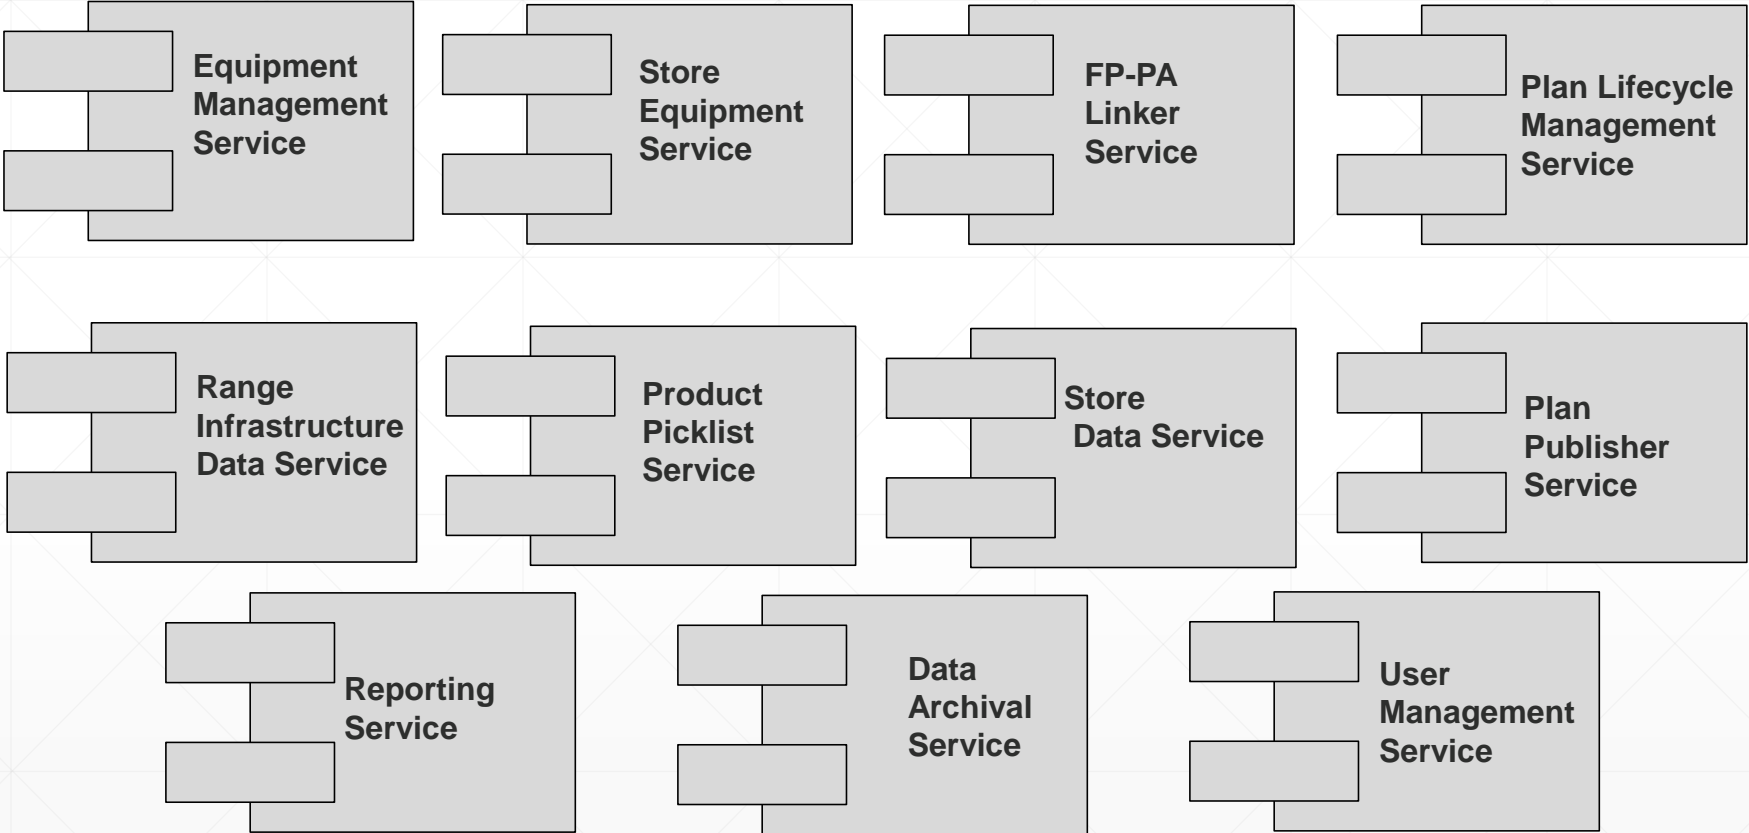 Equipment
Management
Service
Store
Equipment
Service
FP-PA
Linker
Service
Plan Lifecycle
Management
Service
Range
Infrastructure
Data Service
Product
Picklist
Service
Store
Data Service
Plan
Publisher
Service
Reporting
Service
Data
Archival
Service
User
Management
Service